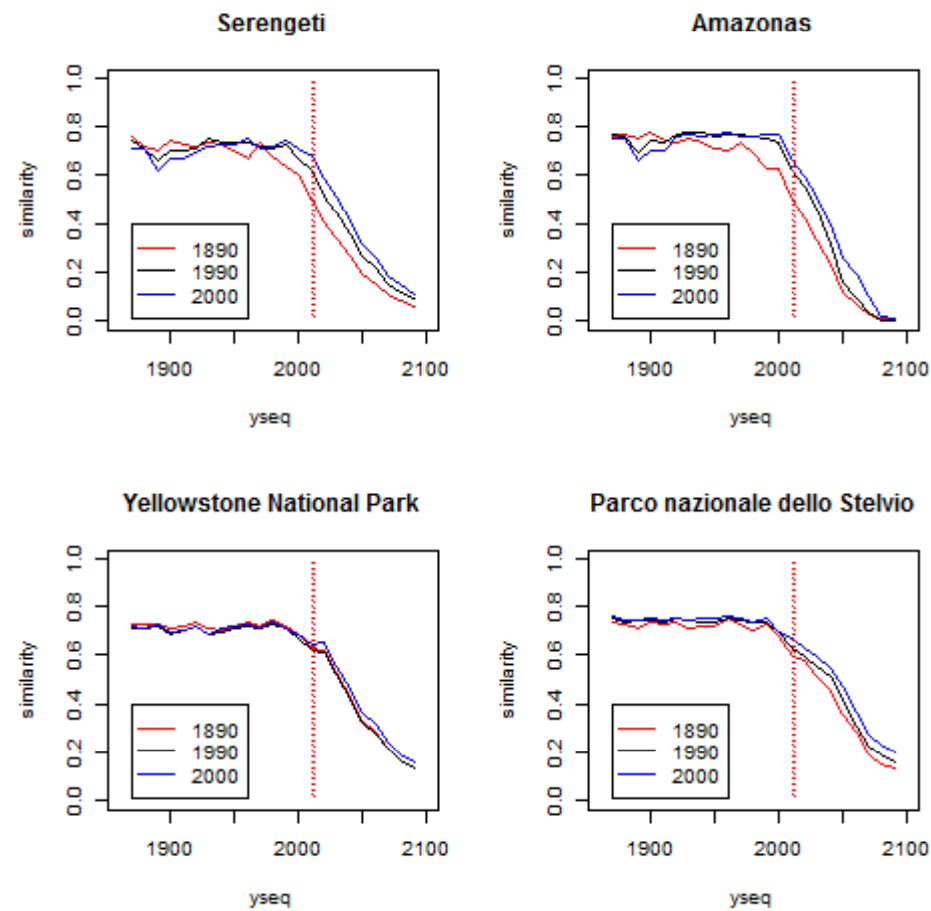 Serengeti
similarity
0.0 0.2 0.4 0.6 0.8 1.0
1890
1990
2000
1900 2000 2100
yseq
Amazonas
similarity
0.0 0.2 0.4 0.6 0.8 1.0
1890
1990
2000
1900 2000 2100
yseq
Yellowstone National Park
similarity
0.0 0.2 0.4 0.6 0.8 1.0
1890
1990
2000
1900 2000 2100
yseq
Parco nazionale dello Stelvio
similarity
0.0 0.2 0.4 0.6 0.8 1.0
1890
1990
2000
1900 2000 2100
yseq